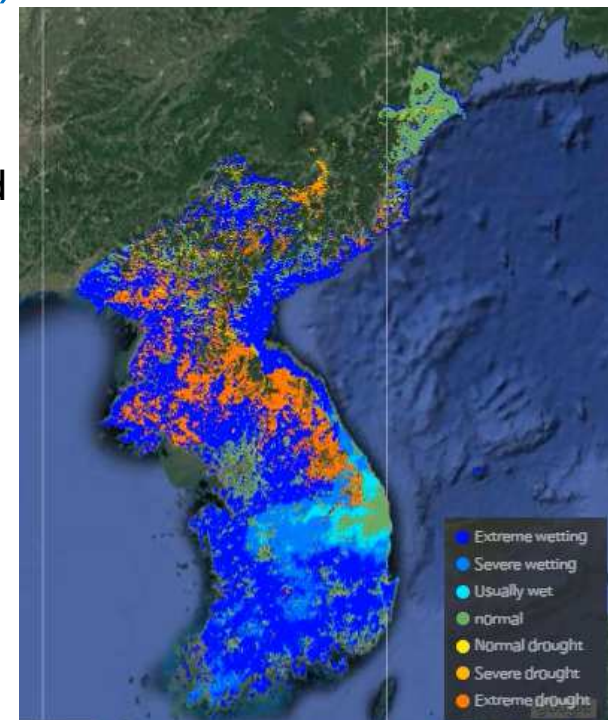 Extreme wetting
Severe wetting
Usually wet
normal
Normal drought
Severe drought
Extreme drought